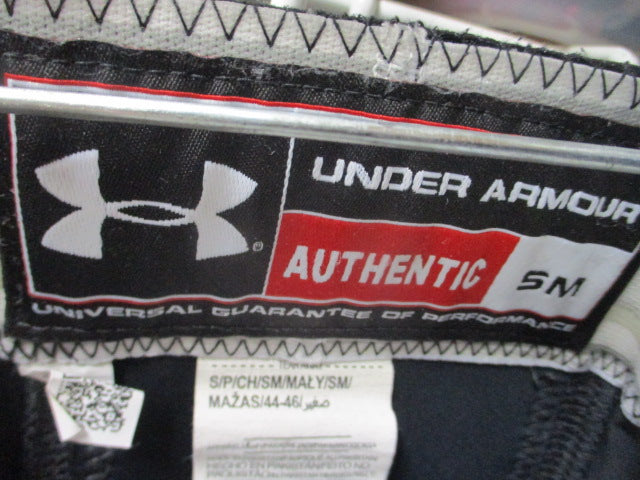 UNDER ARMOUR
®
AUTHENTIC SM
UNIVERSAL GUARANTEE OF PERFORMANCE
S/P/CH/SM/MAŁY/SM/
MAŽAS/44-46/صغير